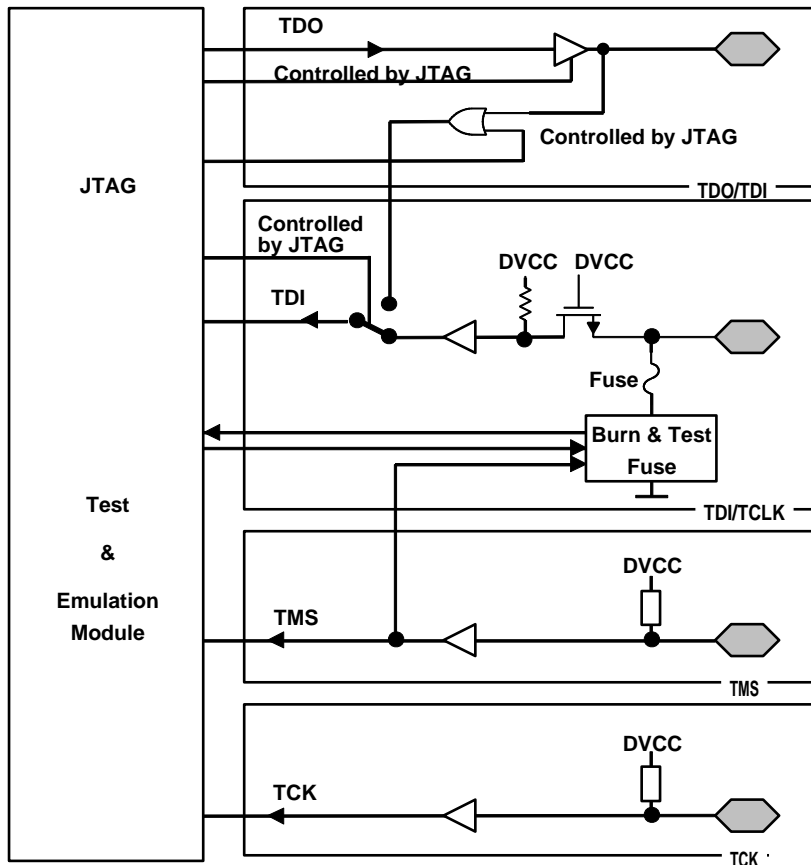 TDO
Controlled by JTAG
Controlled by JTAG
JTAG
TDO/TDI
Controlled
by JTAG
DVCC
DVCC
TDI
Fuse
Burn & Test
Fuse
Test
TDI/TCLK
&
DVCC
Emulation
TMS
Module
TMS
DVCC
TCK
TCK